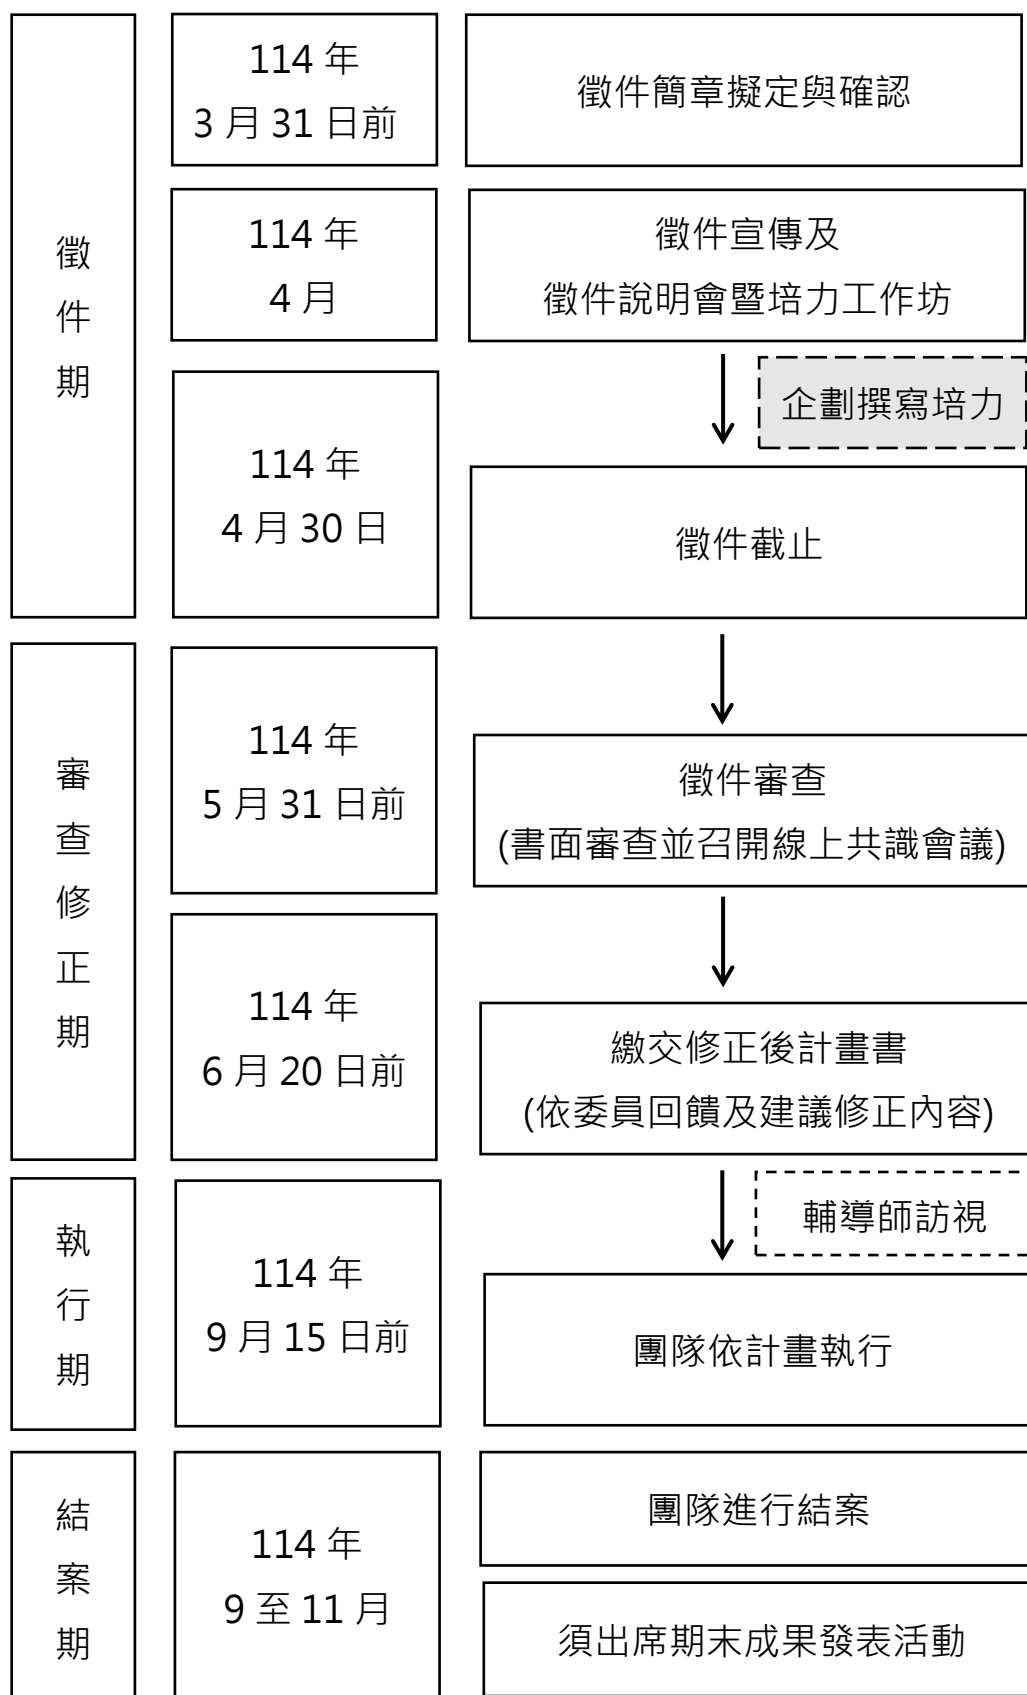 徵件期
114 年
3 月 31 日前
徵件簡章擬定與確認
114 年
4 月
徵件宣傳及
徵件說明會暨培力工作坊
企劃撰寫培力
114 年
4 月 30 日
徵件截止
審查修正期
114 年
5 月 31 日前
徵件審查
(書面審查並召開線上共識會議)
114 年
6 月 20 日前
繳交修正後計畫書
(依委員回饋及建議修正內容)
輔導師訪視
執行期
114 年
9 月 15 日前
團隊依計畫執行
結案期
114 年
9 至 11 月
團隊進行結案
須出席期末成果發表活動